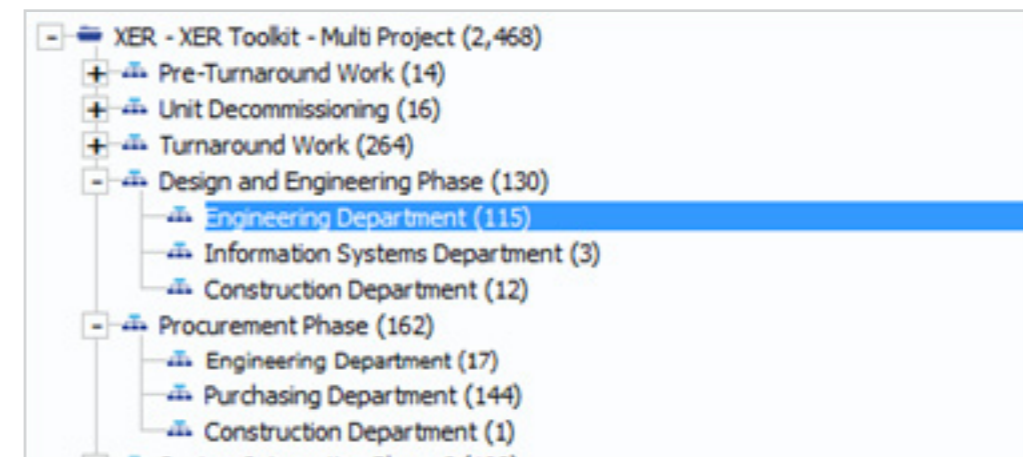 XER - XER Toolkit - Multi Project (2,468)
Pre-Turnaround Work (14)
Unit Decommissioning (16)
Turnaround Work (264)
Design and Engineering Phase (130)
Engineering Department (115)
Information Systems Department (3)
Construction Department (12)
Procurement Phase (162)
Engineering Department (17)
Purchasing Department (144)
Construction Department (1)